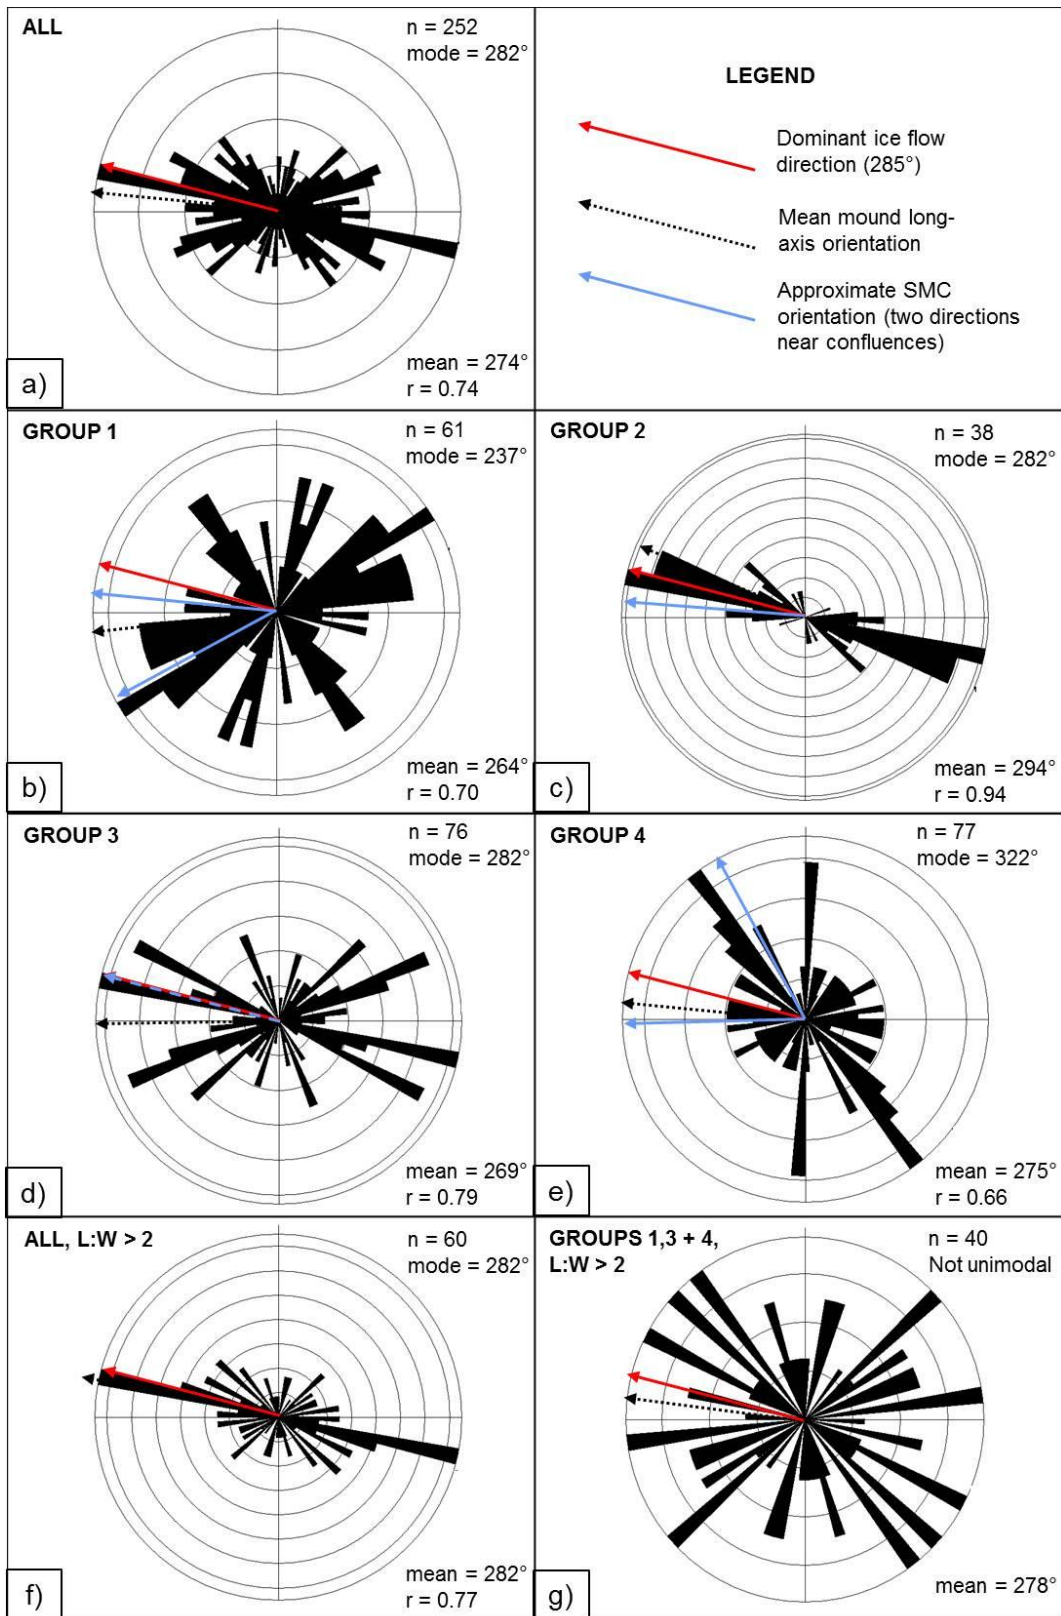 ALL
n = 252
mode = 282°
mean = 274°
r = 0.74
a)
LEGEND
Dominant ice flow
direction (285°)
Mean mound long-
axis orientation
Approximate SMC
orientation (two directions
near confluences)
GROUP 1
n = 61
mode = 237°
mean = 264°
r = 0.70
b)
GROUP 2
n = 38
mode = 282°
mean = 294°
r = 0.94
c)
GROUP 3
n = 76
mode = 282°
mean = 269°
r = 0.79
d)
GROUP 4
n = 77
mode = 322°
mean = 275°
r = 0.66
e)
ALL, L:W > 2
n = 60
mode = 282°
mean = 282°
r = 0.77
f)
GROUPS 1,3 + 4,
L:W > 2
n = 40
Not unimodal
mean = 278°
g)